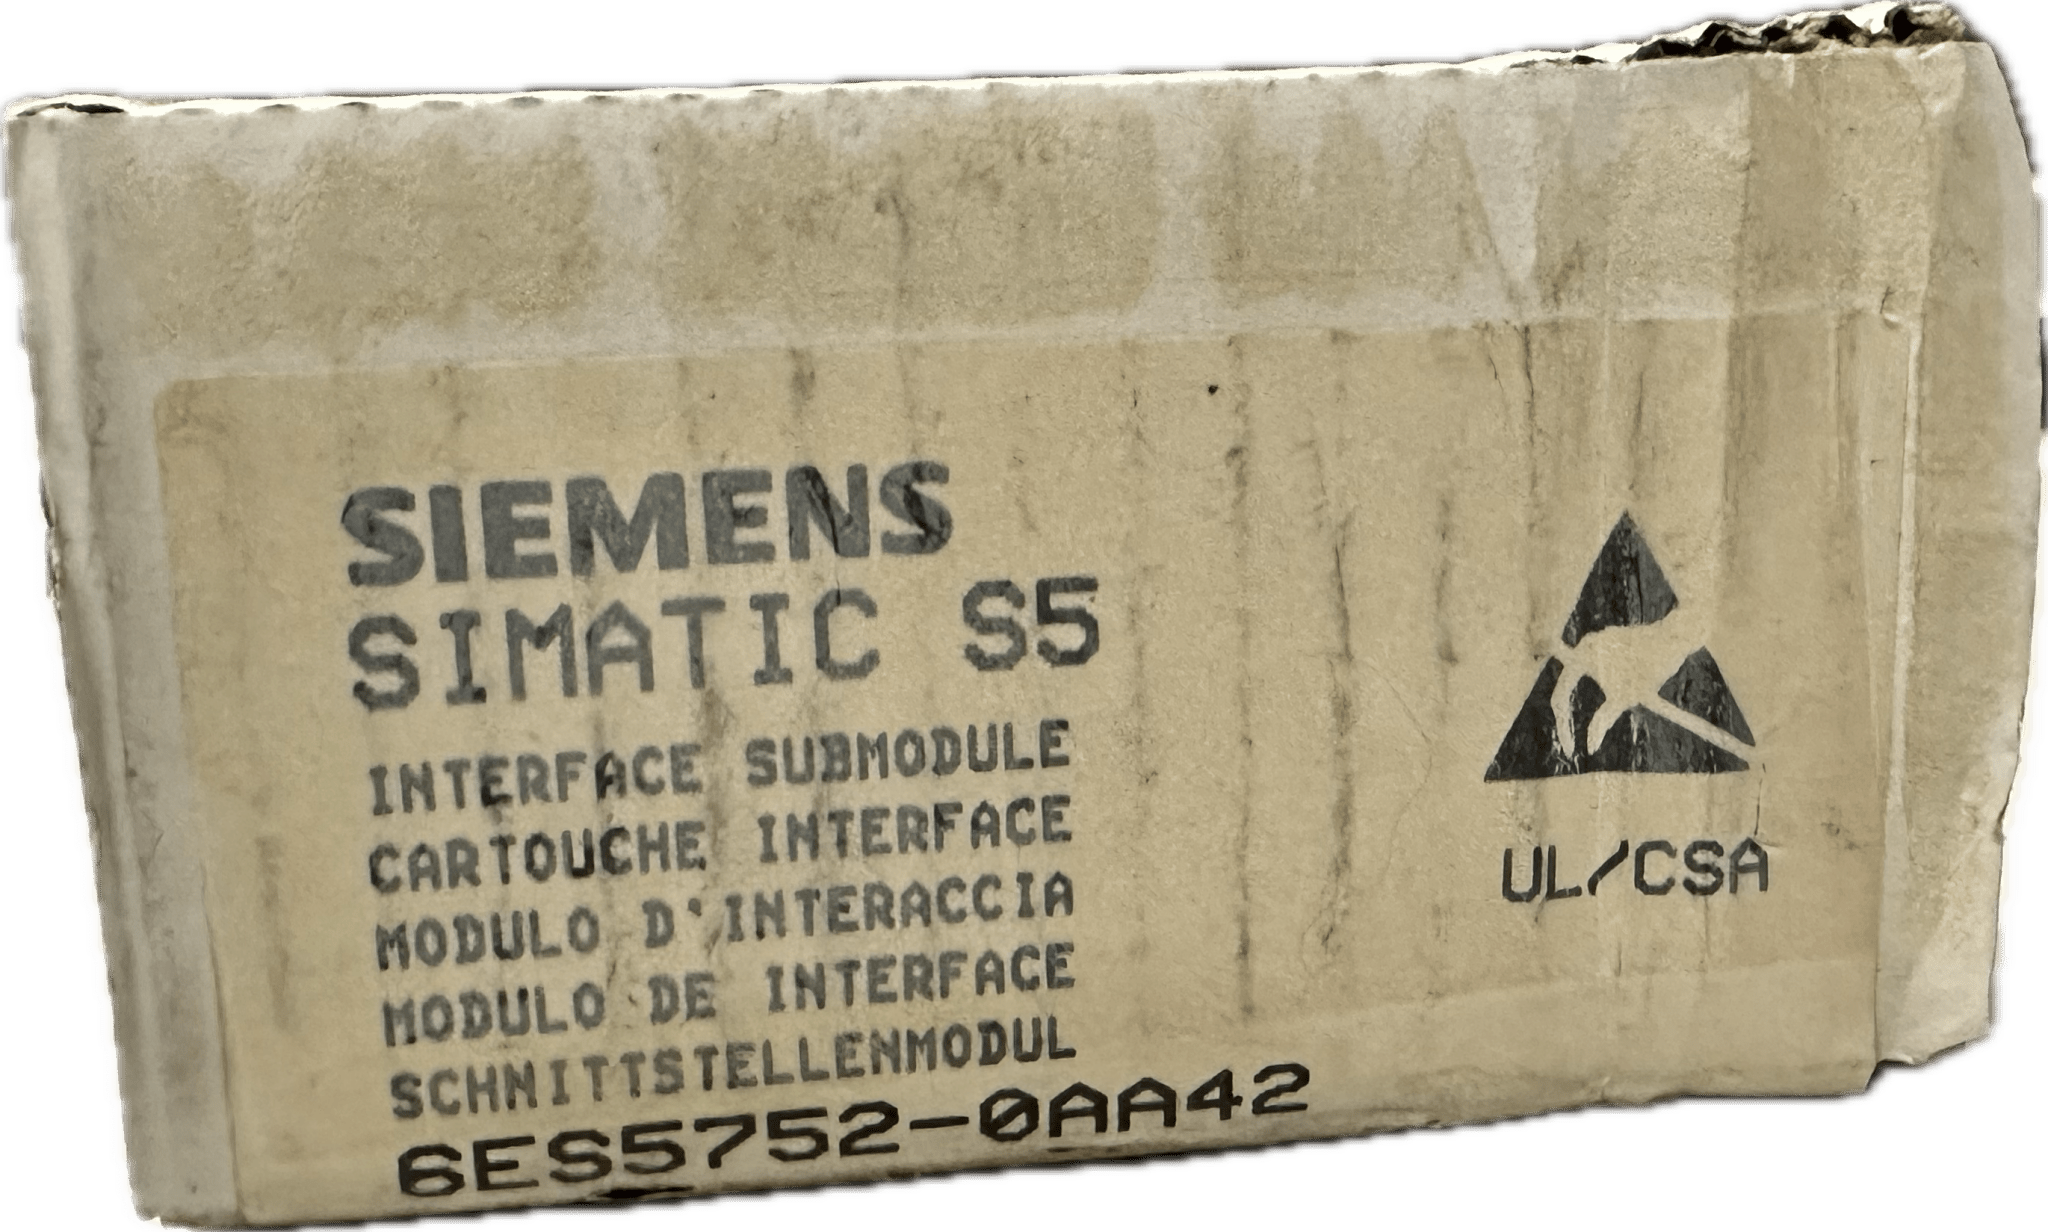 SIEMENS
SIMATIC S5
INTERFACE SUBMODULE
CARTOUCHE INTERFACE
MODULO D'INTERACCIA
MODULO DE INTERFACE
SCHNITTSTELLENMODUL
6ES5752-0AA42
UL/CSA